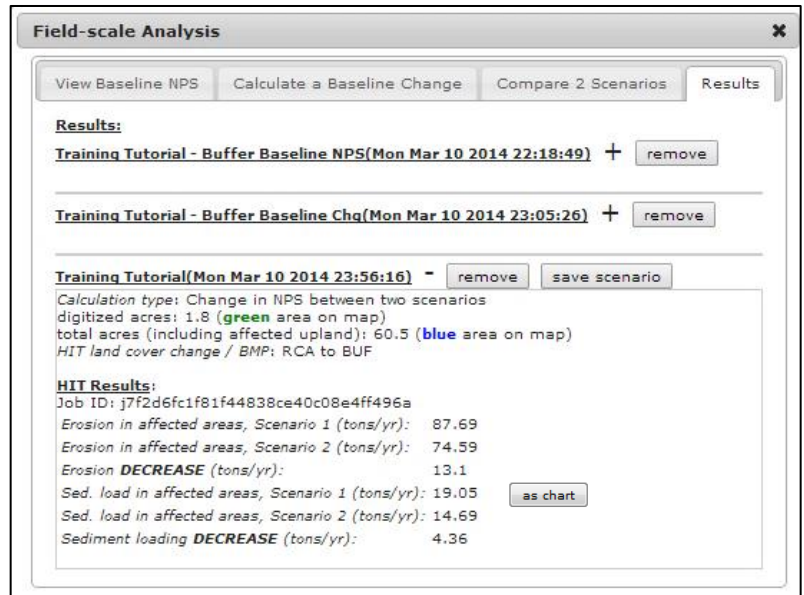 Field-scale Analysis ✖
View Baseline NPS Calculate a Baseline Change Compare 2 Scenarios Results
Results:
Training Tutorial - Buffer Baseline NPS(Mon Mar 10 2014 22:18:49) + remove
Training Tutorial - Buffer Baseline Chg(Mon Mar 10 2014 23:05:26) + remove
Training Tutorial(Mon Mar 10 2014 23:56:16) - remove save scenario
Calculation type: Change in NPS between two scenarios
digitized acres: 1.8 (green area on map)
total acres (including affected upland): 60.5 (blue area on map)
HIT land cover change / BMP: RCA to BUF
HIT Results:
Job ID: j7f2d6fc1f81f44838ce40c08e4ff496a
Erosion in affected areas, Scenario 1 (tons/yr): 87.69
Erosion in affected areas, Scenario 2 (tons/yr): 74.59
Erosion DECREASE (tons/yr): 13.1
Sed. load in affected areas, Scenario 1 (tons/yr): 19.05 as chart
Sed. load in affected areas, Scenario 2 (tons/yr): 14.69
Sediment loading DECREASE (tons/yr): 4.36